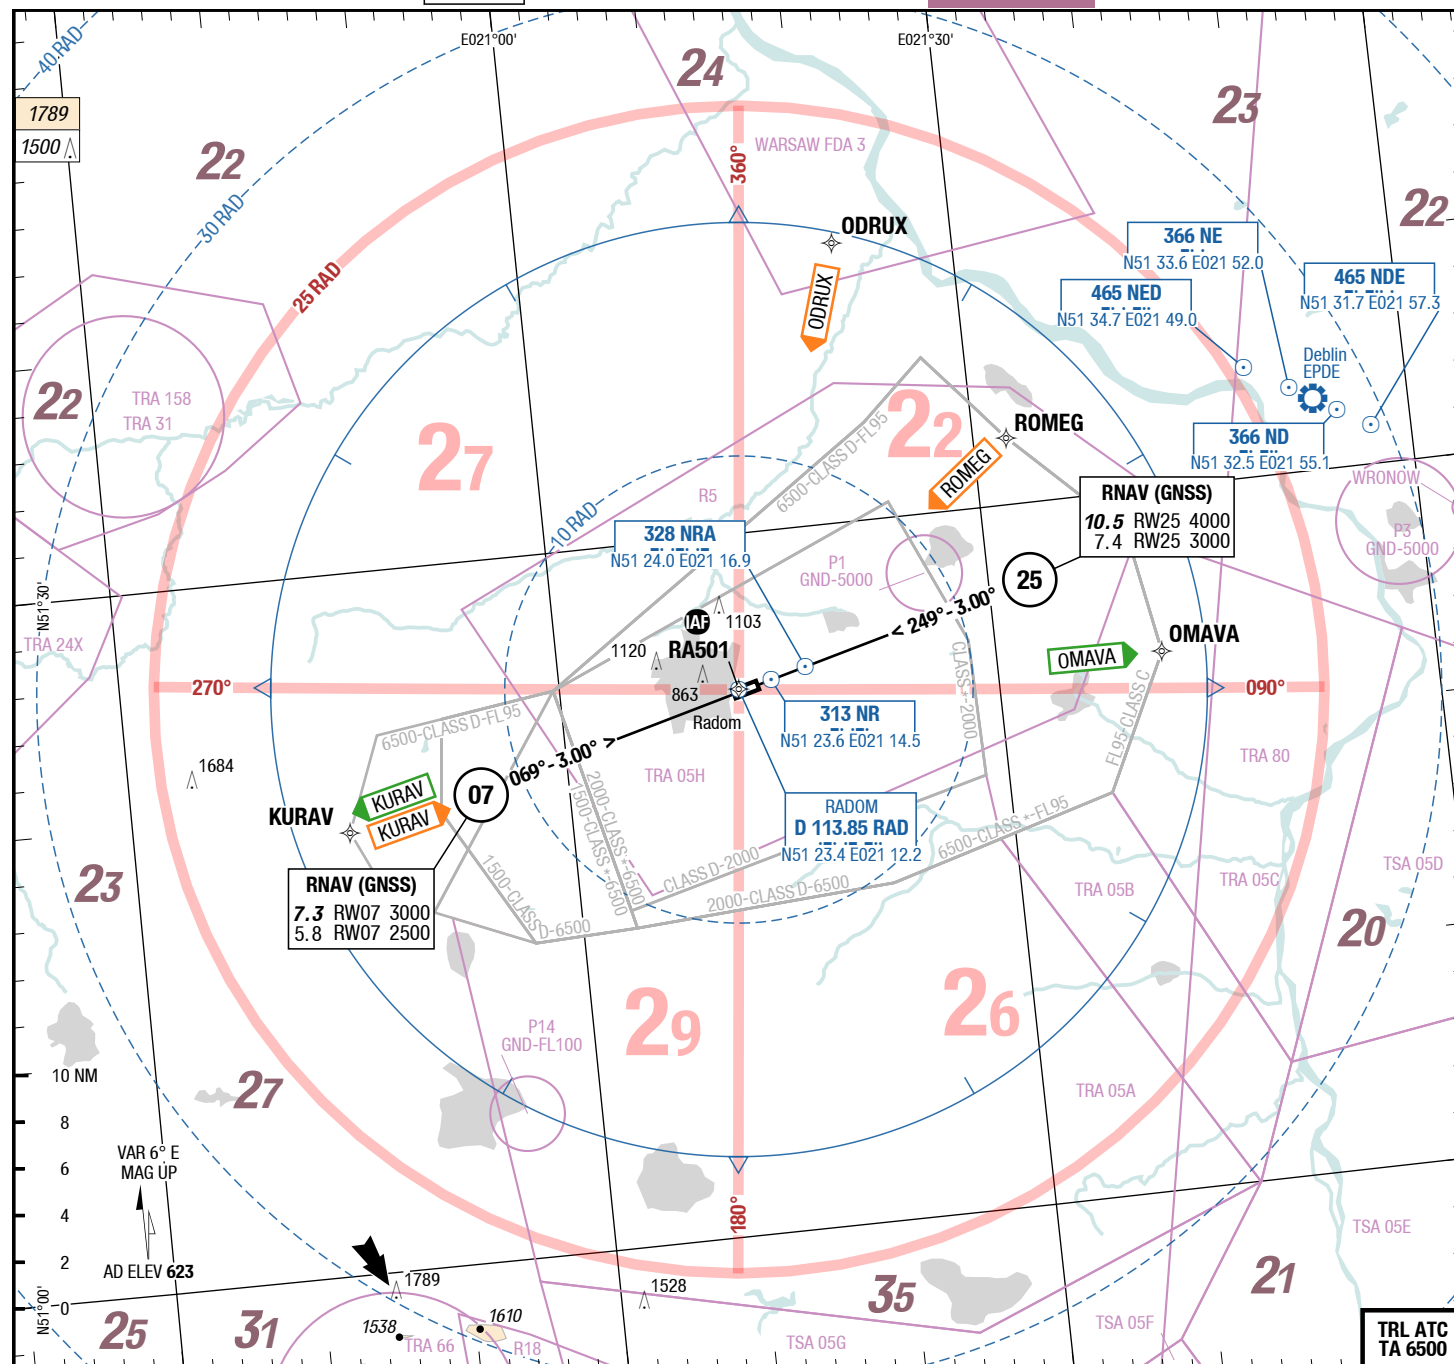 40 RAD
E021°00'
E021°30'
24
23
1789
1500
22
WARSAW FDA 3
360°
22
30 RAD
ODRUX
366 NE
N51 33.6 E021 52.0
465 NDE
N51 31.7 E021 57.3
25 RAD
465 NED
N51 34.7 E021 49.0
ODRUX
Deblin
EPDE
22
TRA 158
TRA 31
27
22
6500-CLASS D-FL95
ROMEG
ROMEG
366 ND
N51 32.5 E021 55.1
WRONOW
R5
10 RAD
RNAV (GNSS)
10.5 RW25 4000
7.4 RW25 3000
328 NRA
N51 24.0 E021 16.9
P3
GND-5000
P1
GND-5000
25
N51°30'
< 249°- 3.00°
IAF
1103
RA501
1120
OMAVA
OMAVA
TRA 24X
CLASS *-2000
270°
863
090°
Radom
313 NR
N51 23.6 E021 14.5
FL95-CLASS C
6500-CLASS D-FL95
069°- 3.00° >
1684
TRA 05H
TRA 80
KURAV
KURAV
KURAV
07
2000-CLASS *-6500
1500-CLASS *-6500
RADOM
D 113.85 RAD
N51 23.4 E021 12.2
6500-CLASS *-FL95
CLASS D-2000
2000-CLASS D-6500
1500-CLASS D-6500
23
RNAV (GNSS)
7.3 RW07 3000
5.8 RW07 2500
TSA 05D
TRA 05B
TRA 05C
20
29
26
P14
GND-FL100
10 NM
27
TRA 05A
8
VAR 6° E
MAG UP
6
4
180°
TSA 05E
2
AD ELEV 623
1789
1528
35
21
0
N51°00'
25
31
1538
1610
TRA 66
R18
TSA 05G
TSA 05F
TRL ATC
TA 6500